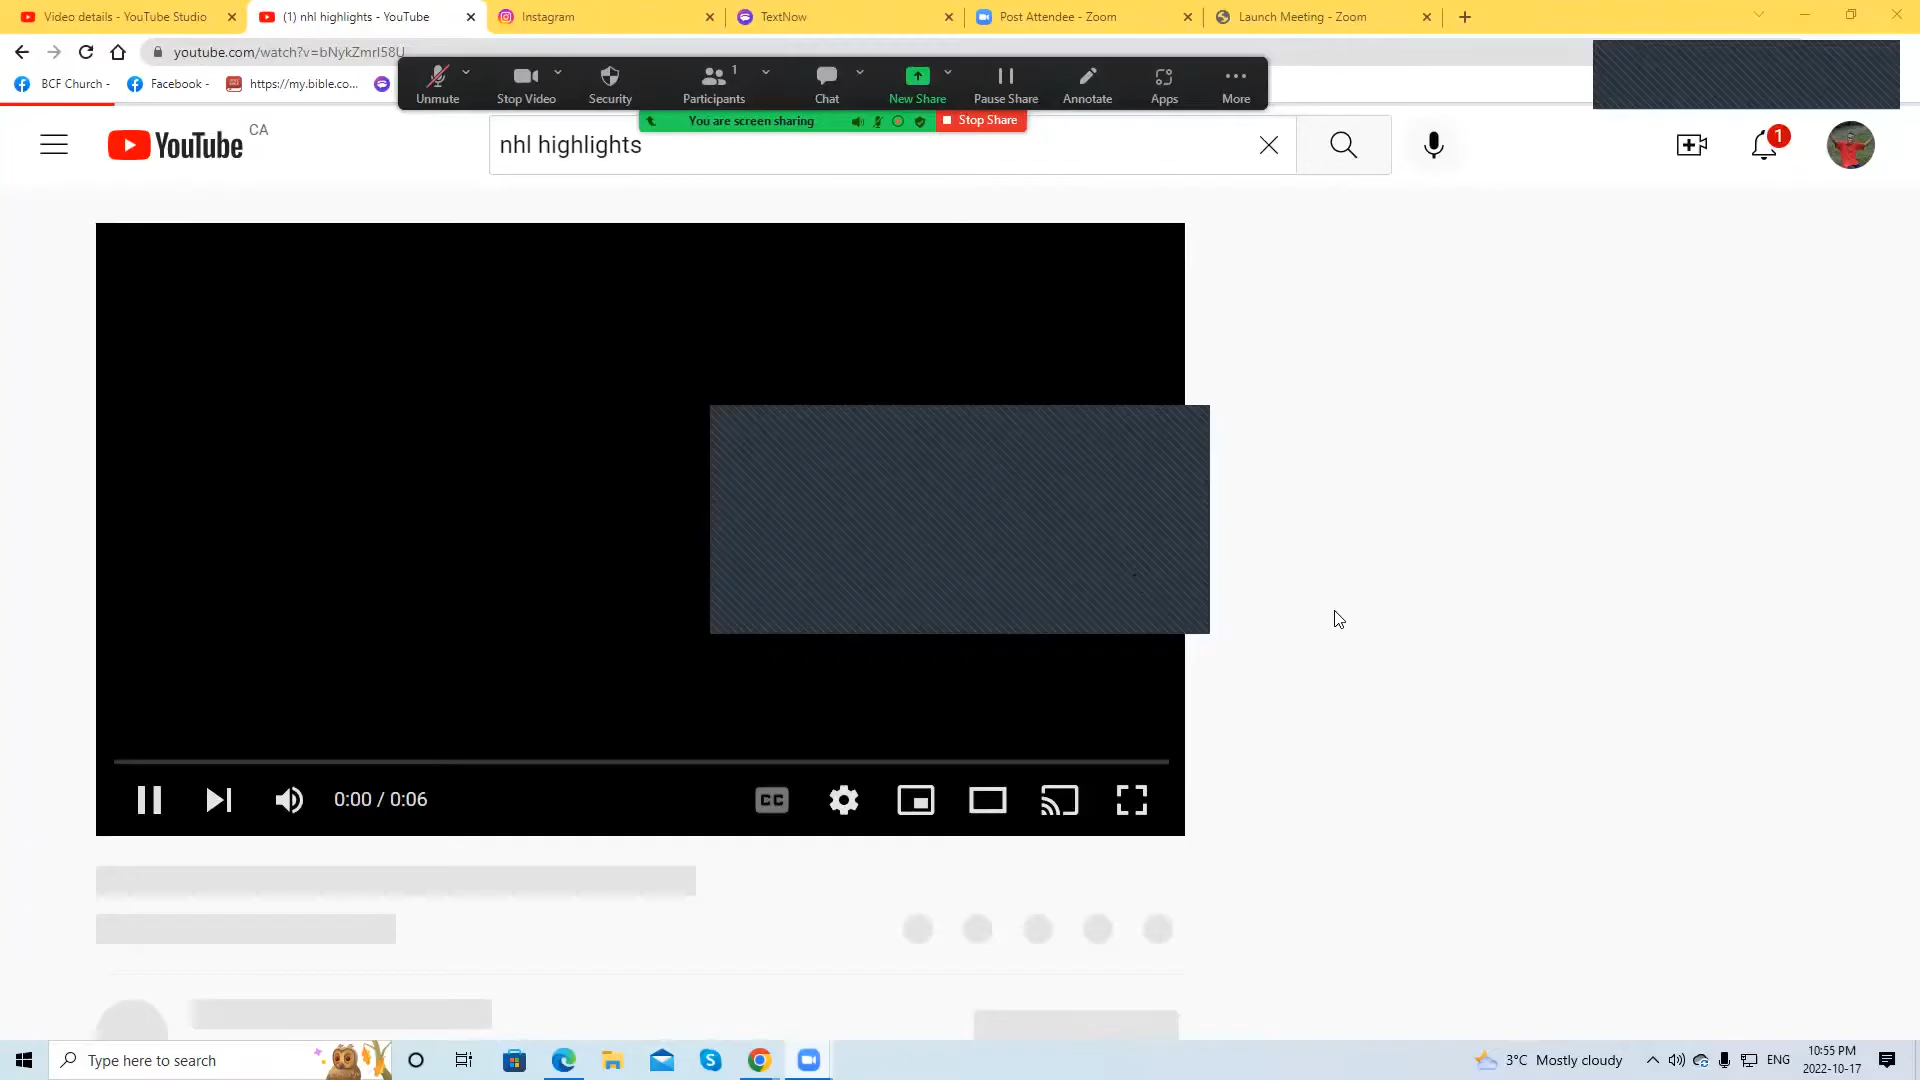 Video details - YouTube Studio
(1) nhl highlights - YouTube
Instagram
TextNow
Post Attendee - Zoom
Launch Meeting - Zoom
youtube.com/watch?v=bNykZmrI58U
BCF Church -
Facebook -
https://my.bible.co...
Unmute
Stop Video
Security
1
Participants
Chat
New Share
Pause Share
Annotate
Apps
More
You are screen sharing
Stop Share
YouTube CA
nhl highlights
1
0:00 / 0:06
CC
Type here to search
3°C Mostly cloudy
ENG
10:55 PM
2022-10-17